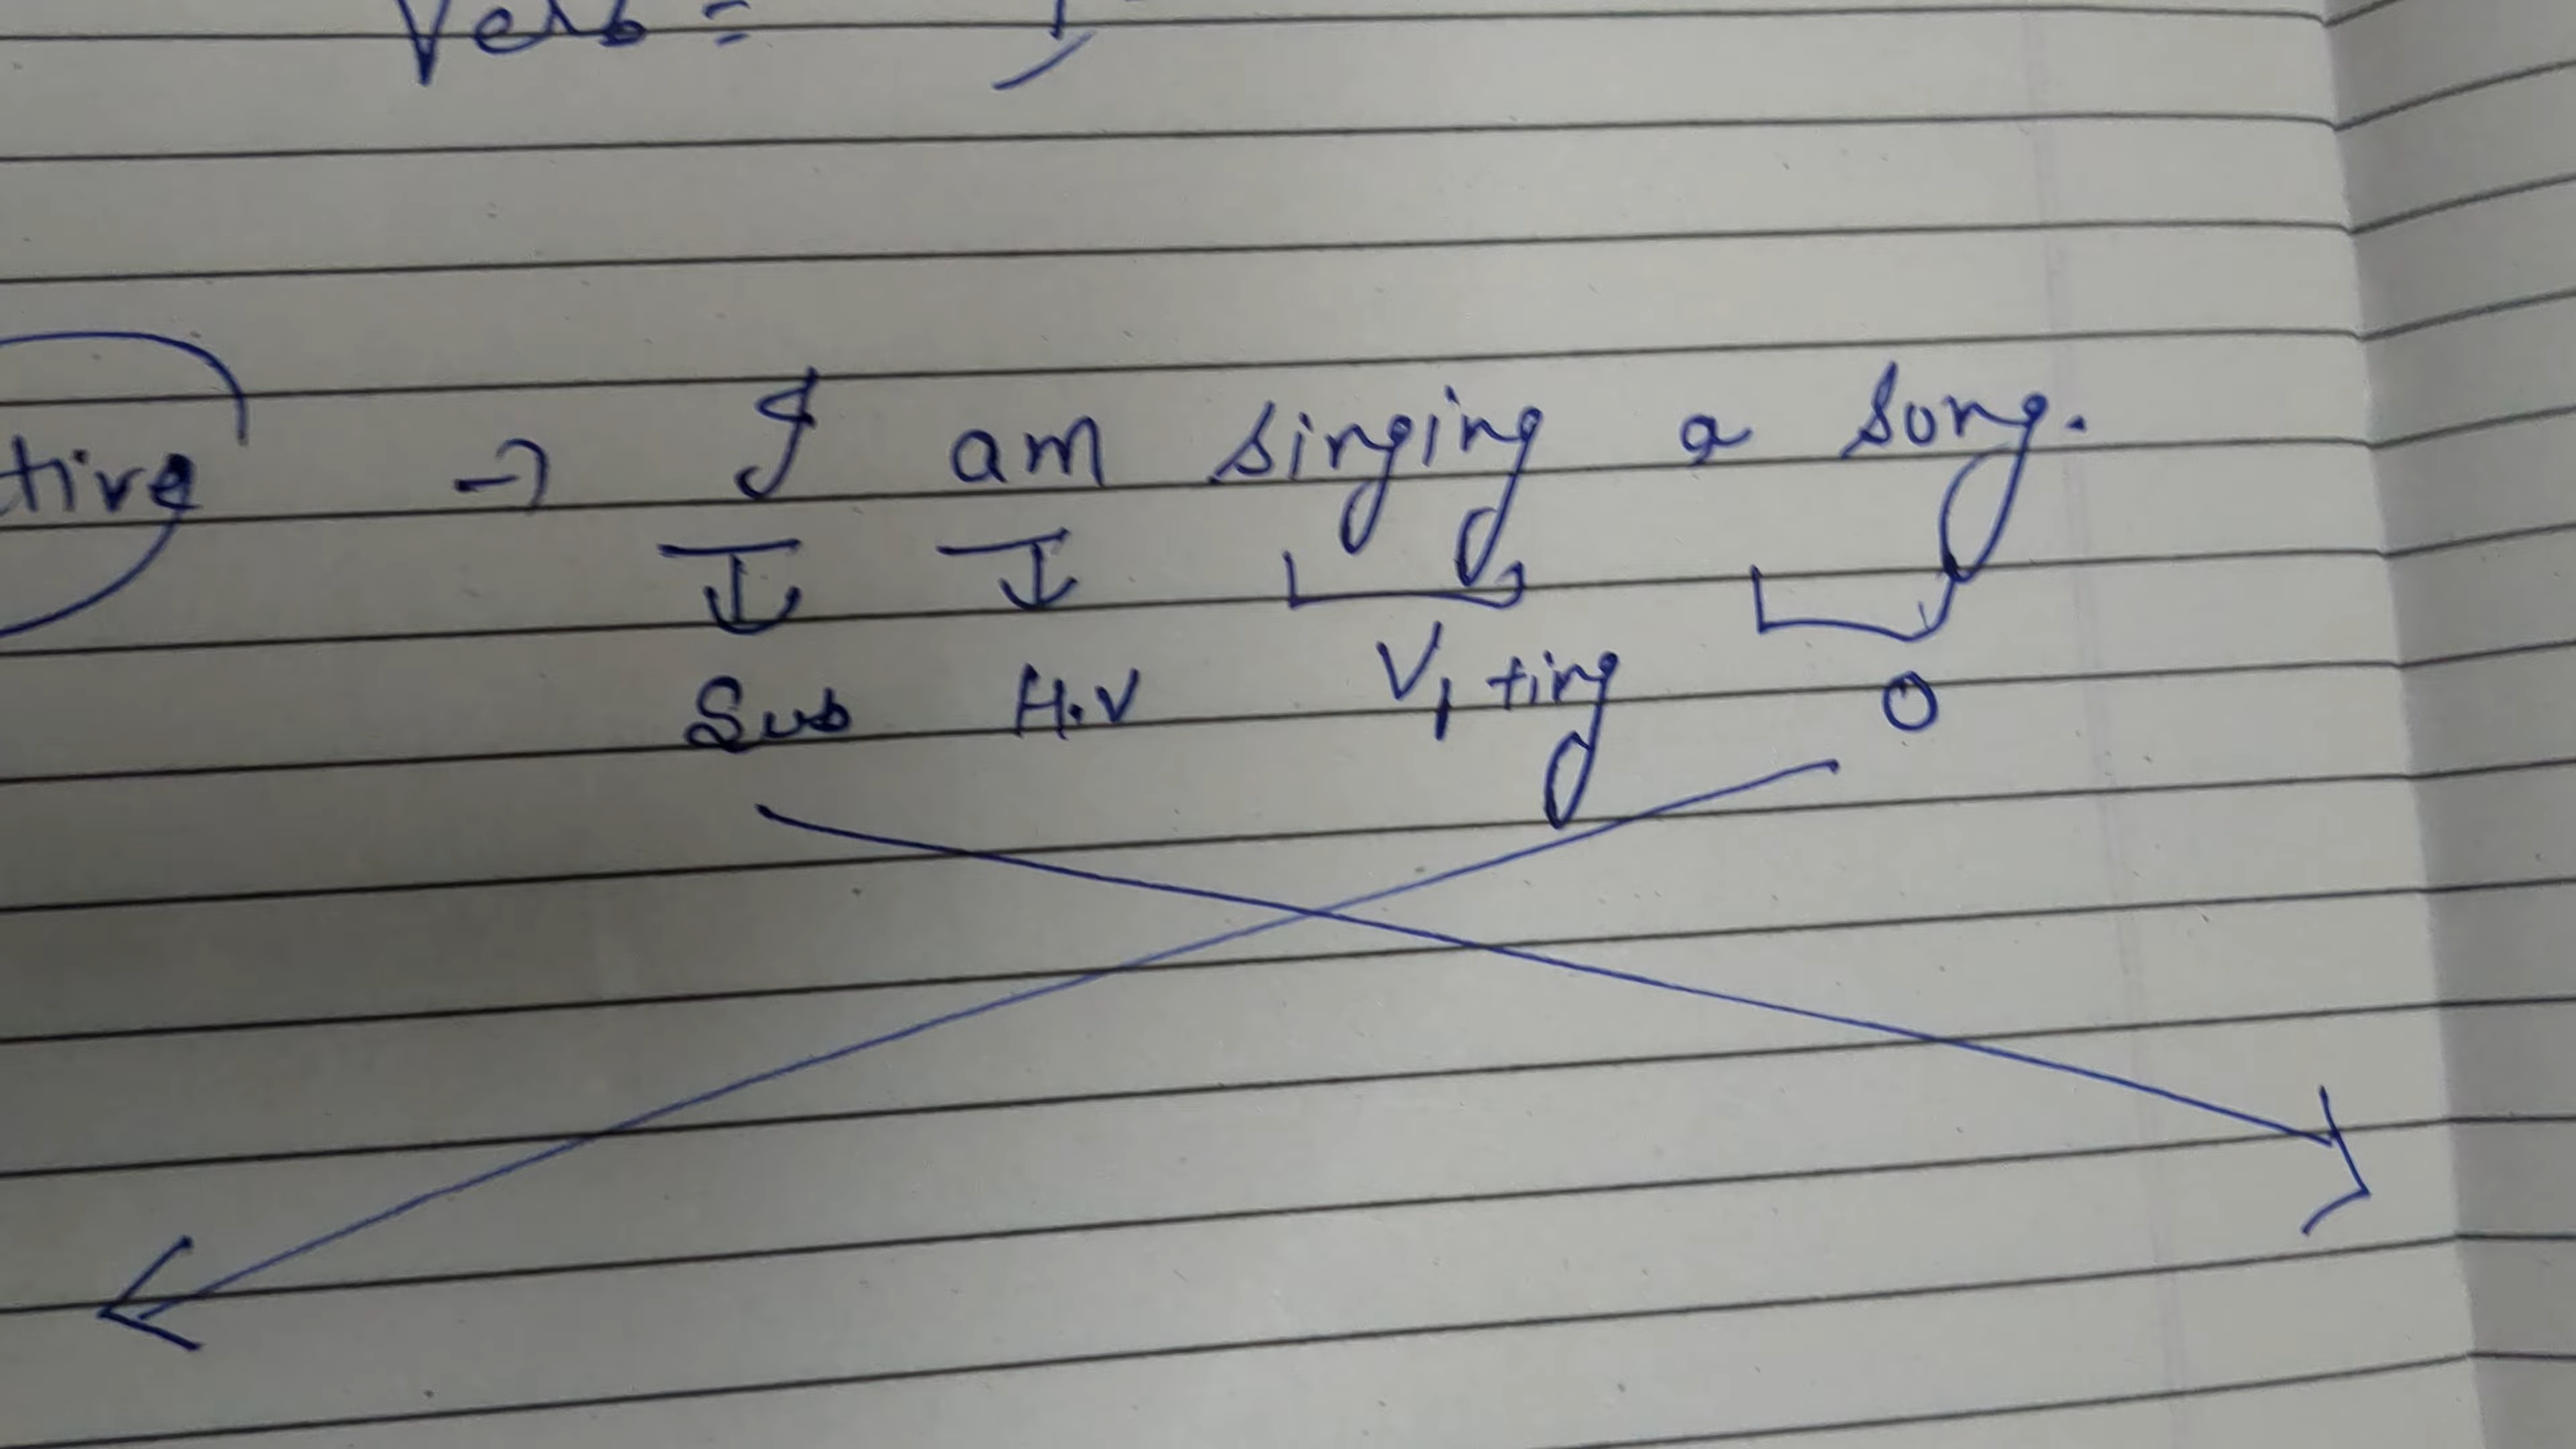 Verb =
tive → I am singing a song.
Sub H.V V1 +ing O